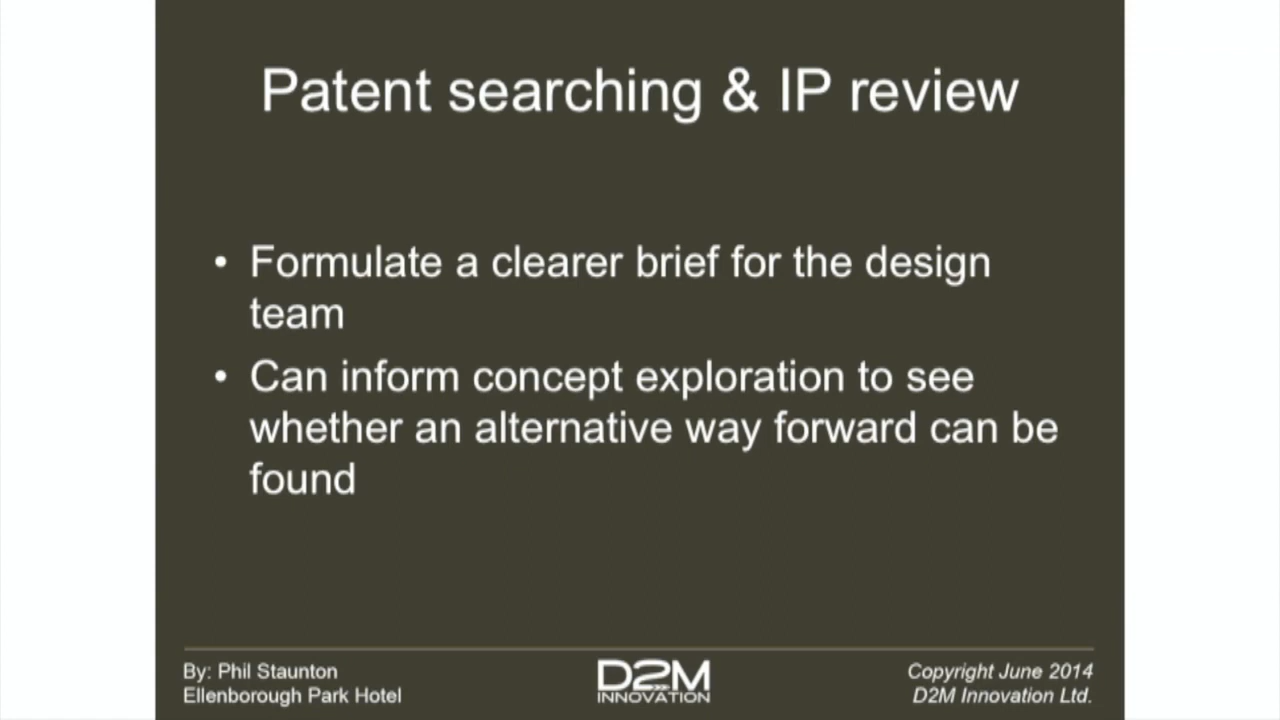 Patent searching & IP review
• Formulate a clearer brief for the design
team
• Can inform concept exploration to see
whether an alternative way forward can be
found
By: Phil Staunton
Ellenborough Park Hotel
D2M
INNOVATION
Copyright June 2014
D2M Innovation Ltd.